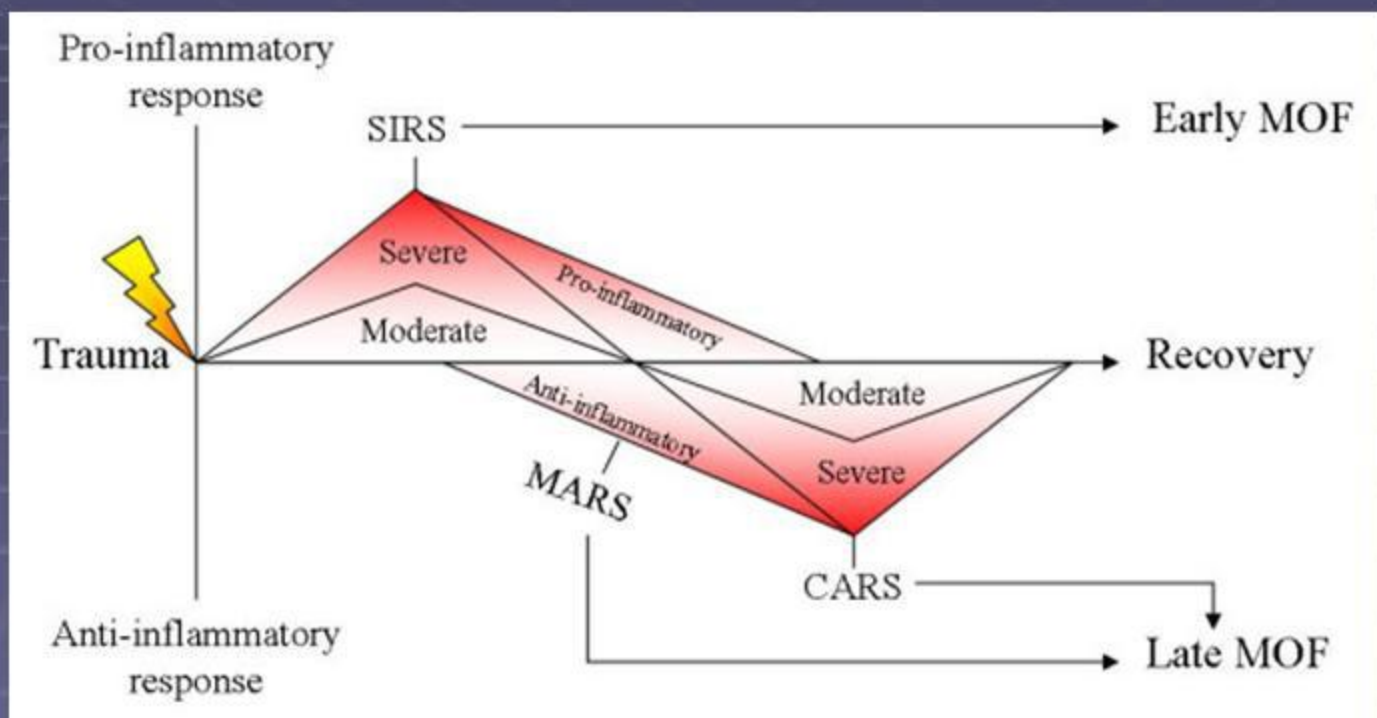 Pro-inflammatory
response
SIRS
Early MOF
Severe
Pro-inflammatory
Moderate
Trauma
Recovery
Moderate
Anti-inflammatory
Severe
MARS
CARS
Anti-inflammatory
response
Late MOF